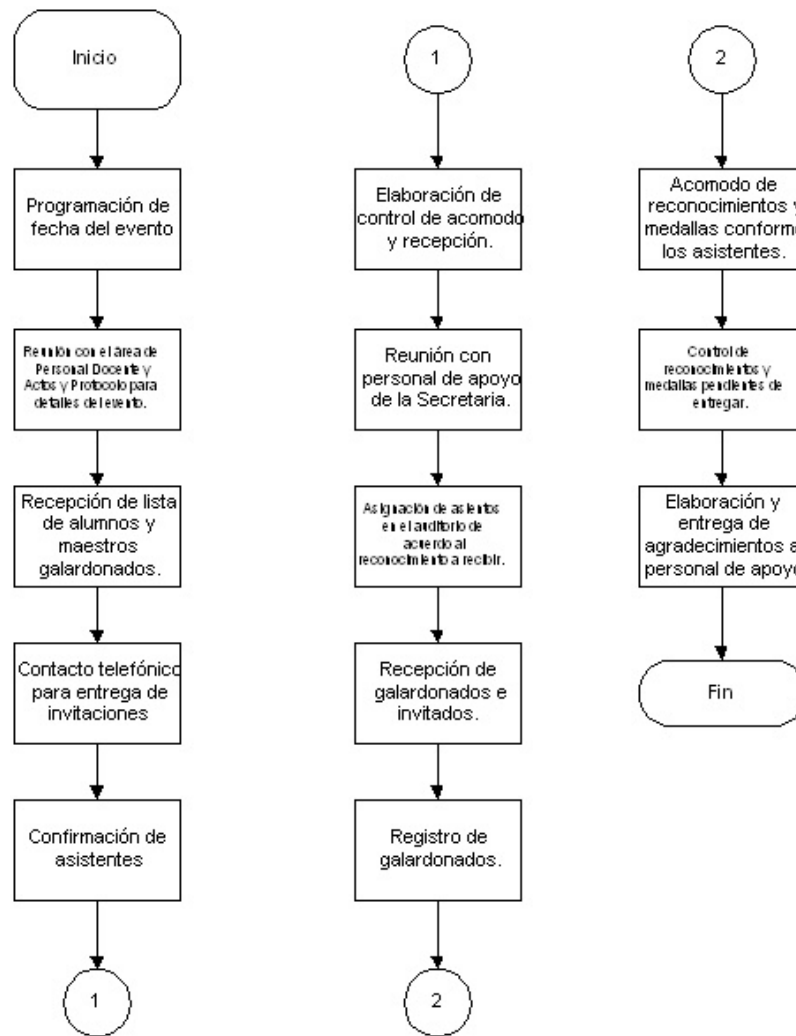 Inicio
Programación de
fecha del evento
Reunión con el área de
Personal Docente y
Actos y Protocolo para
detalles del evento.
Recepción de lista
de alumnos y
maestros
galardonados.
Contacto telefónico
para entrega de
invitaciones
Confirmación de
asistentes
1
1
Elaboración de
control de acomodo
y recepción.
Reunión con
personal de apoyo
de la Secretaria.
Asignación de asientos
en el auditorio de
acuerdo al
reconocimiento a recibir.
Recepción de
galardonados e
invitados.
Registro de
galardonados.
2
2
Acomodo de
reconocimientos y
medallas conforme
los asistentes.
Control de
reconocimientos y
medallas pendientes de
entregar.
Elaboración y
entrega de
agradecimientos a
personal de apoyo
Fin